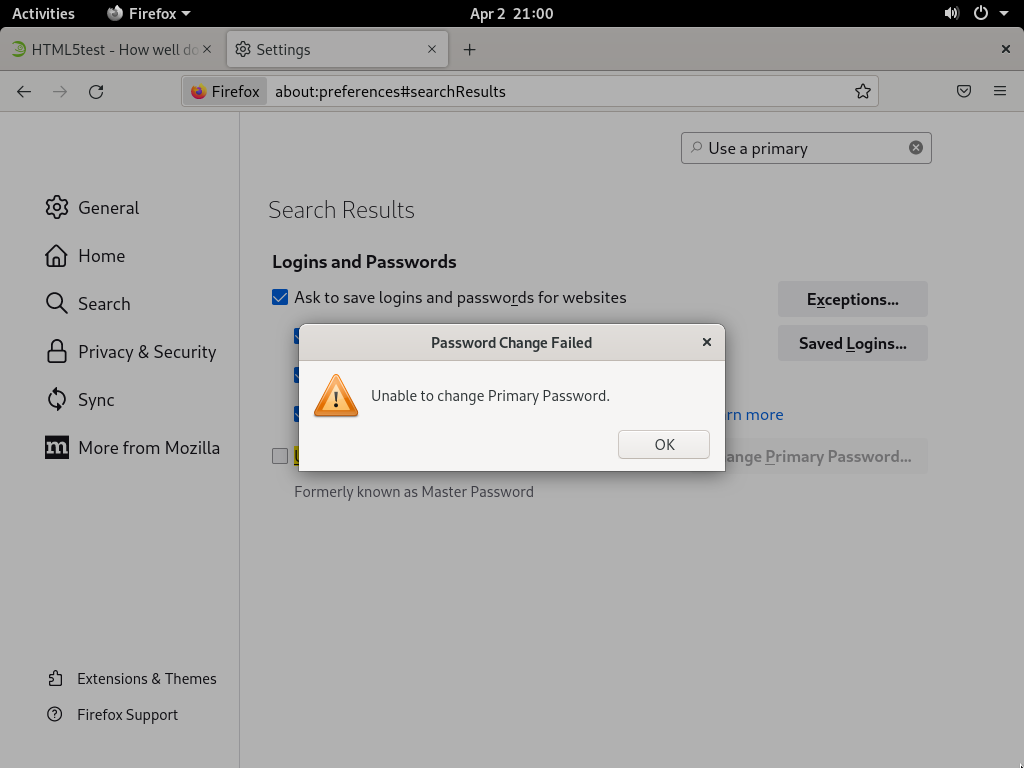 Activities
Firefox
Apr 2 21:00
HTML5test - How well do
Settings
Firefox
about:preferences#searchResults
Use a primary
General
Home
Search
Privacy & Security
Sync
More from Mozilla
Extensions & Themes
Firefox Support
Search Results
Logins and Passwords
Ask to save logins and passwords for websites
Exceptions...
Saved Logins...
Password Change Failed
Unable to change Primary Password.
OK
more
Primary Password...
Formerly known as Master Password